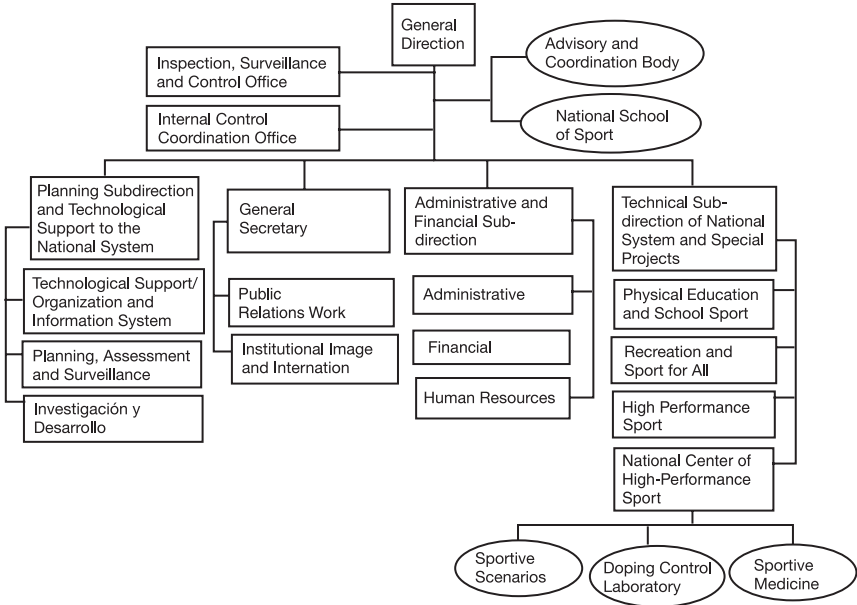 General
Direction
Inspection, Surveillance
and Control Office
Advisory and
Coordination Body
Internal Control
Coordination Office
National School
of Sport
Planning Subdirection
and Technological
Support to the
National System
General
Secretary
Administrative and
Financial Sub-
direction
Technical Sub-
direction of National
System and Special
Projects
Technological Support/
Organization and
Information System
Public
Relations Work
Administrative
Physical Education
and School Sport
Planning, Assessment
and Surveillance
Institutional Image
and Internation
Financial
Recreation and
Sport for All
Investigación y
Desarrollo
Human Resources
High Performance
Sport
National Center of
High-Performance
Sport
Sportive
Scenarios
Doping Control
Laboratory
Sportive
Medicine